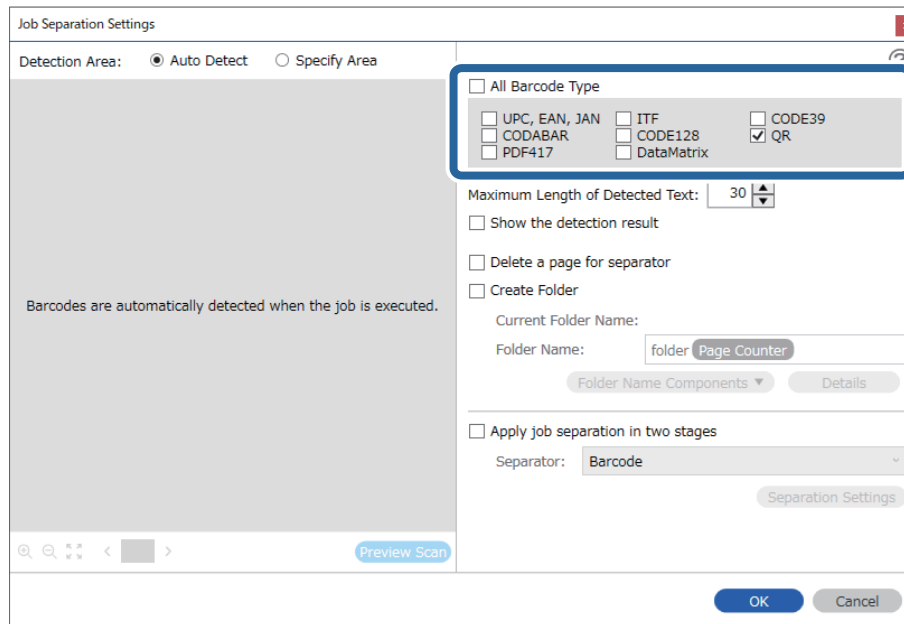 Job Separation Settings
Detection Area: Auto Detect Specify Area
All Barcode Type
UPC, EAN, JAN ITF CODE39
CODABAR CODE128 QR
PDF417 DataMatrix
Maximum Length of Detected Text: 30
Show the detection result
Delete a page for separator
Create Folder
Barcodes are automatically detected when the job is executed.
Current Folder Name:
Folder Name: folder Page Counter
Folder Name Components Details
Apply job separation in two stages
Separator: Barcode
Separation Settings
Preview Scan
OK Cancel